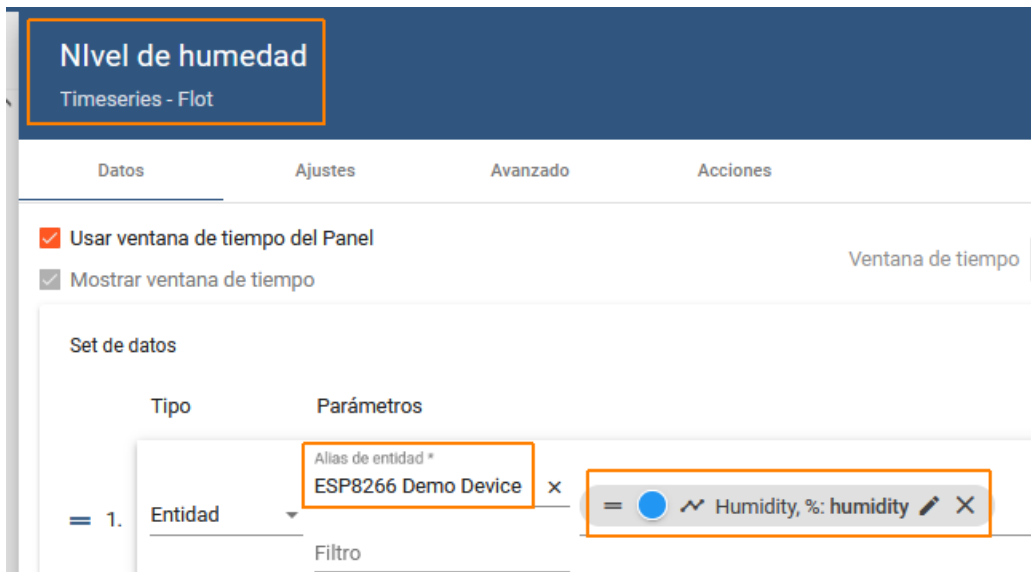 NIvel de humedad
Timeseries - Flot
Datos Ajustes Avanzado Acciones
Usar ventana de tiempo del Panel
Mostrar ventana de tiempo
Ventana de tiempo
Set de datos
Tipo Parámetros
Alias de entidad *
ESP8266 Demo Device
1. Entidad
Humidity, %: humidity
Filtro